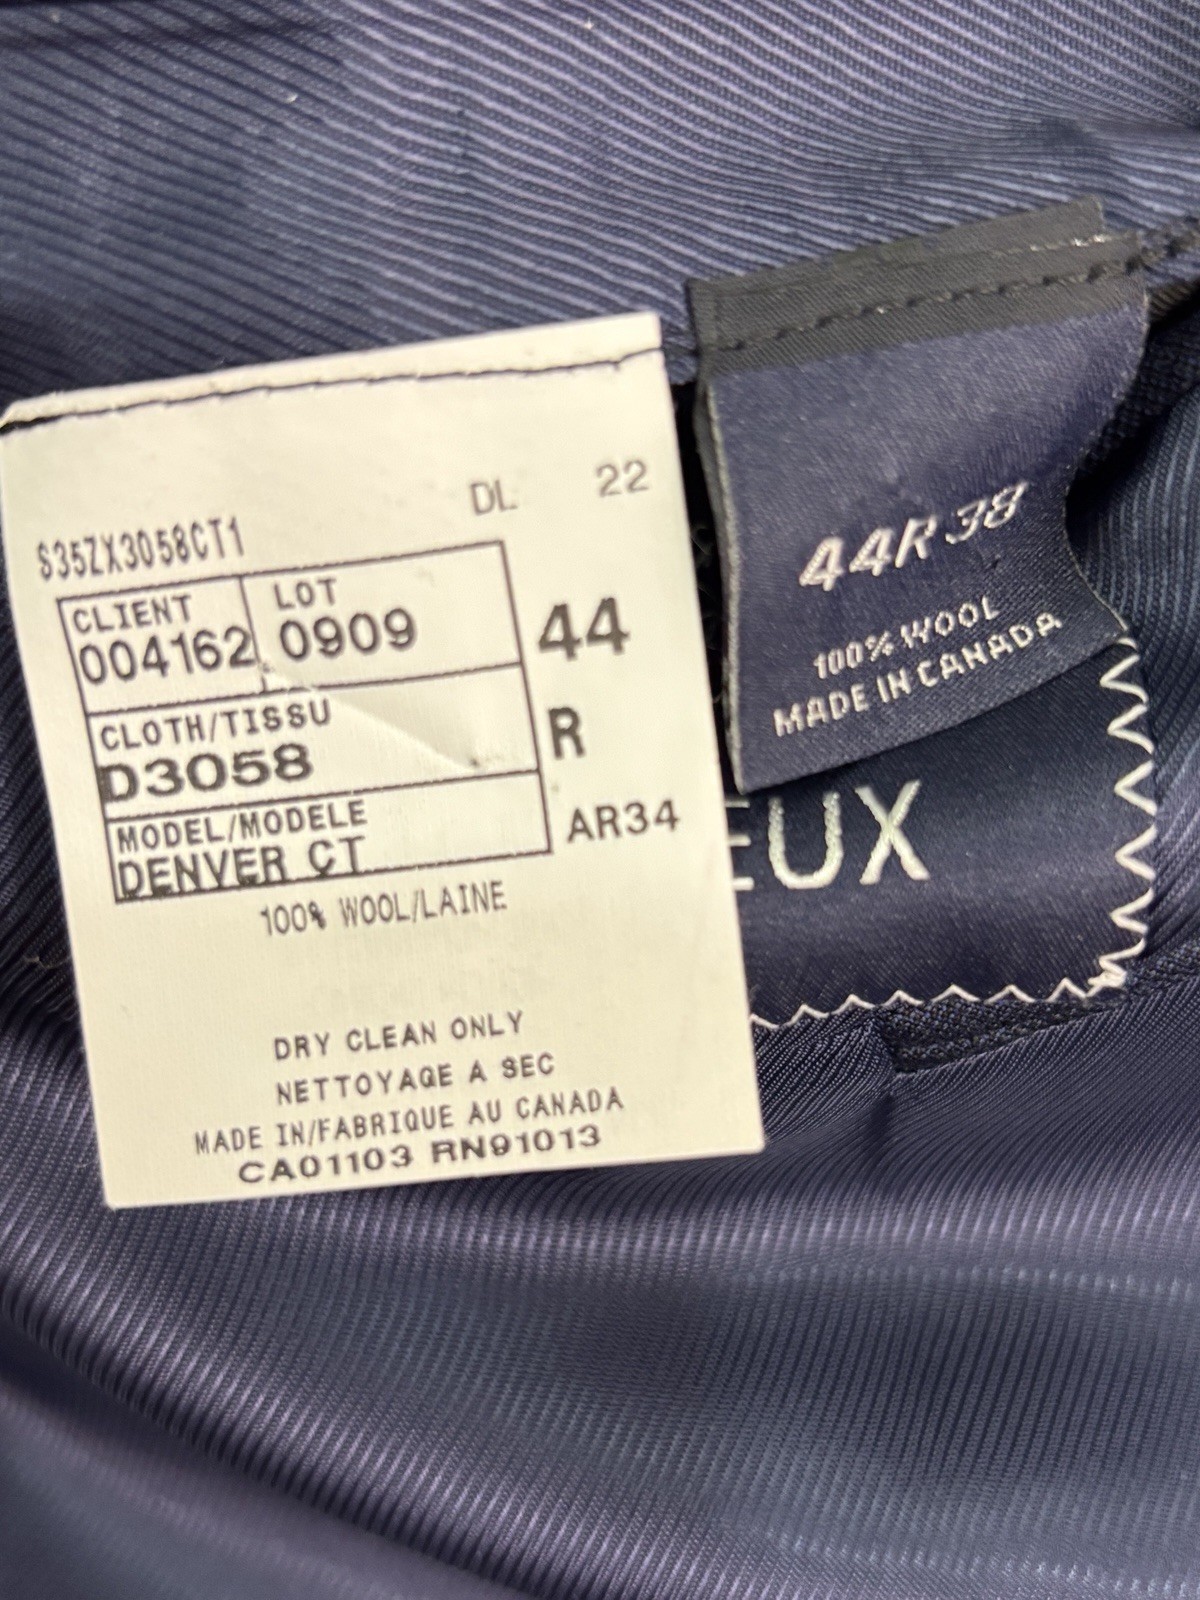 DL 22
S35ZX3058CT1
CLIENT LOT
004162 0909
44
CLOTH/TISSU
D3058
R
MODEL/MODELE
DENVER CT
AR34
100% WOOL/LAINE
DRY CLEAN ONLY
NETTOYAGE A SEC
MADE IN/FABRIQUE AU CANADA
CA01103 RN91013
44R 38
100% WOOL
MADE IN CANADA
EUX